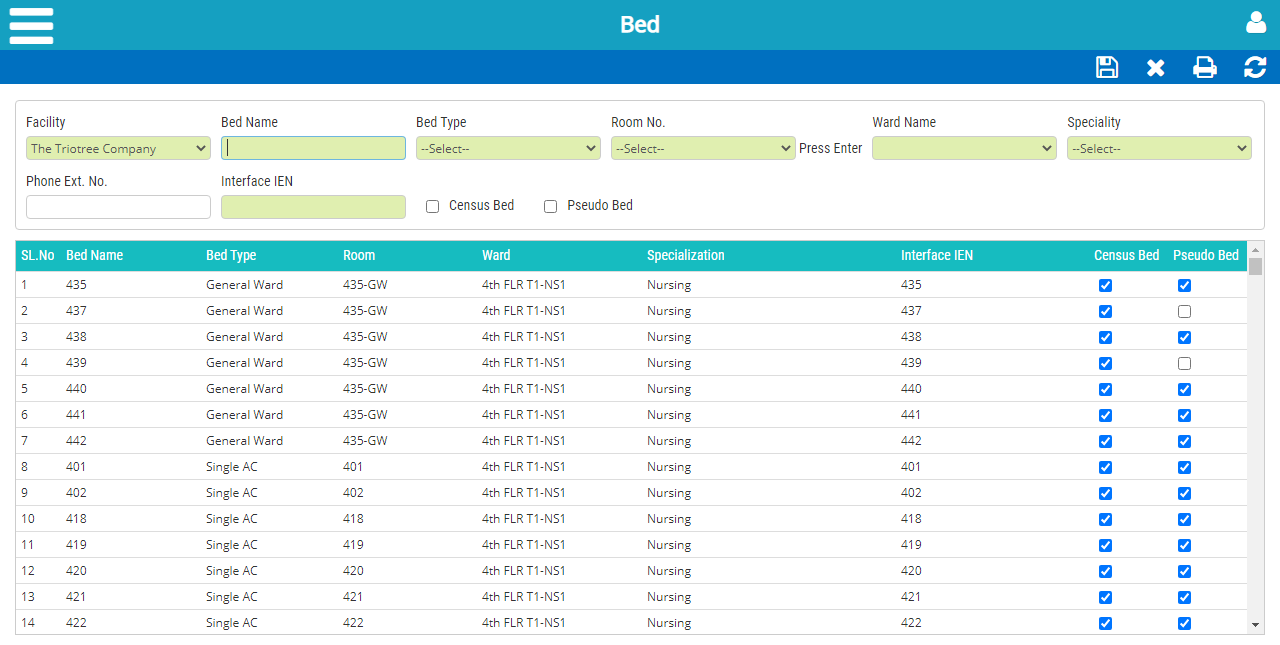 Bed
Facility Bed Name Bed Type Room No. Ward Name Speciality
The Triotree Company --Select-- --Select-- Press Enter --Select--
Phone Ext. No. Interface IEN
Census Bed Pseudo Bed
SL.No Bed Name Bed Type Room Ward Specialization Interface IEN Census Bed Pseudo Bed
1 435 General Ward 435-GW 4th FLR T1-NS1 Nursing 435
2 437 General Ward 435-GW 4th FLR T1-NS1 Nursing 437
3 438 General Ward 435-GW 4th FLR T1-NS1 Nursing 438
4 439 General Ward 435-GW 4th FLR T1-NS1 Nursing 439
5 440 General Ward 435-GW 4th FLR T1-NS1 Nursing 440
6 441 General Ward 435-GW 4th FLR T1-NS1 Nursing 441
7 442 General Ward 435-GW 4th FLR T1-NS1 Nursing 442
8 401 Single AC 401 4th FLR T1-NS1 Nursing 401
9 402 Single AC 402 4th FLR T1-NS1 Nursing 402
10 418 Single AC 418 4th FLR T1-NS1 Nursing 418
11 419 Single AC 419 4th FLR T1-NS1 Nursing 419
12 420 Single AC 420 4th FLR T1-NS1 Nursing 420
13 421 Single AC 421 4th FLR T1-NS1 Nursing 421
14 422 Single AC 422 4th FLR T1-NS1 Nursing 422